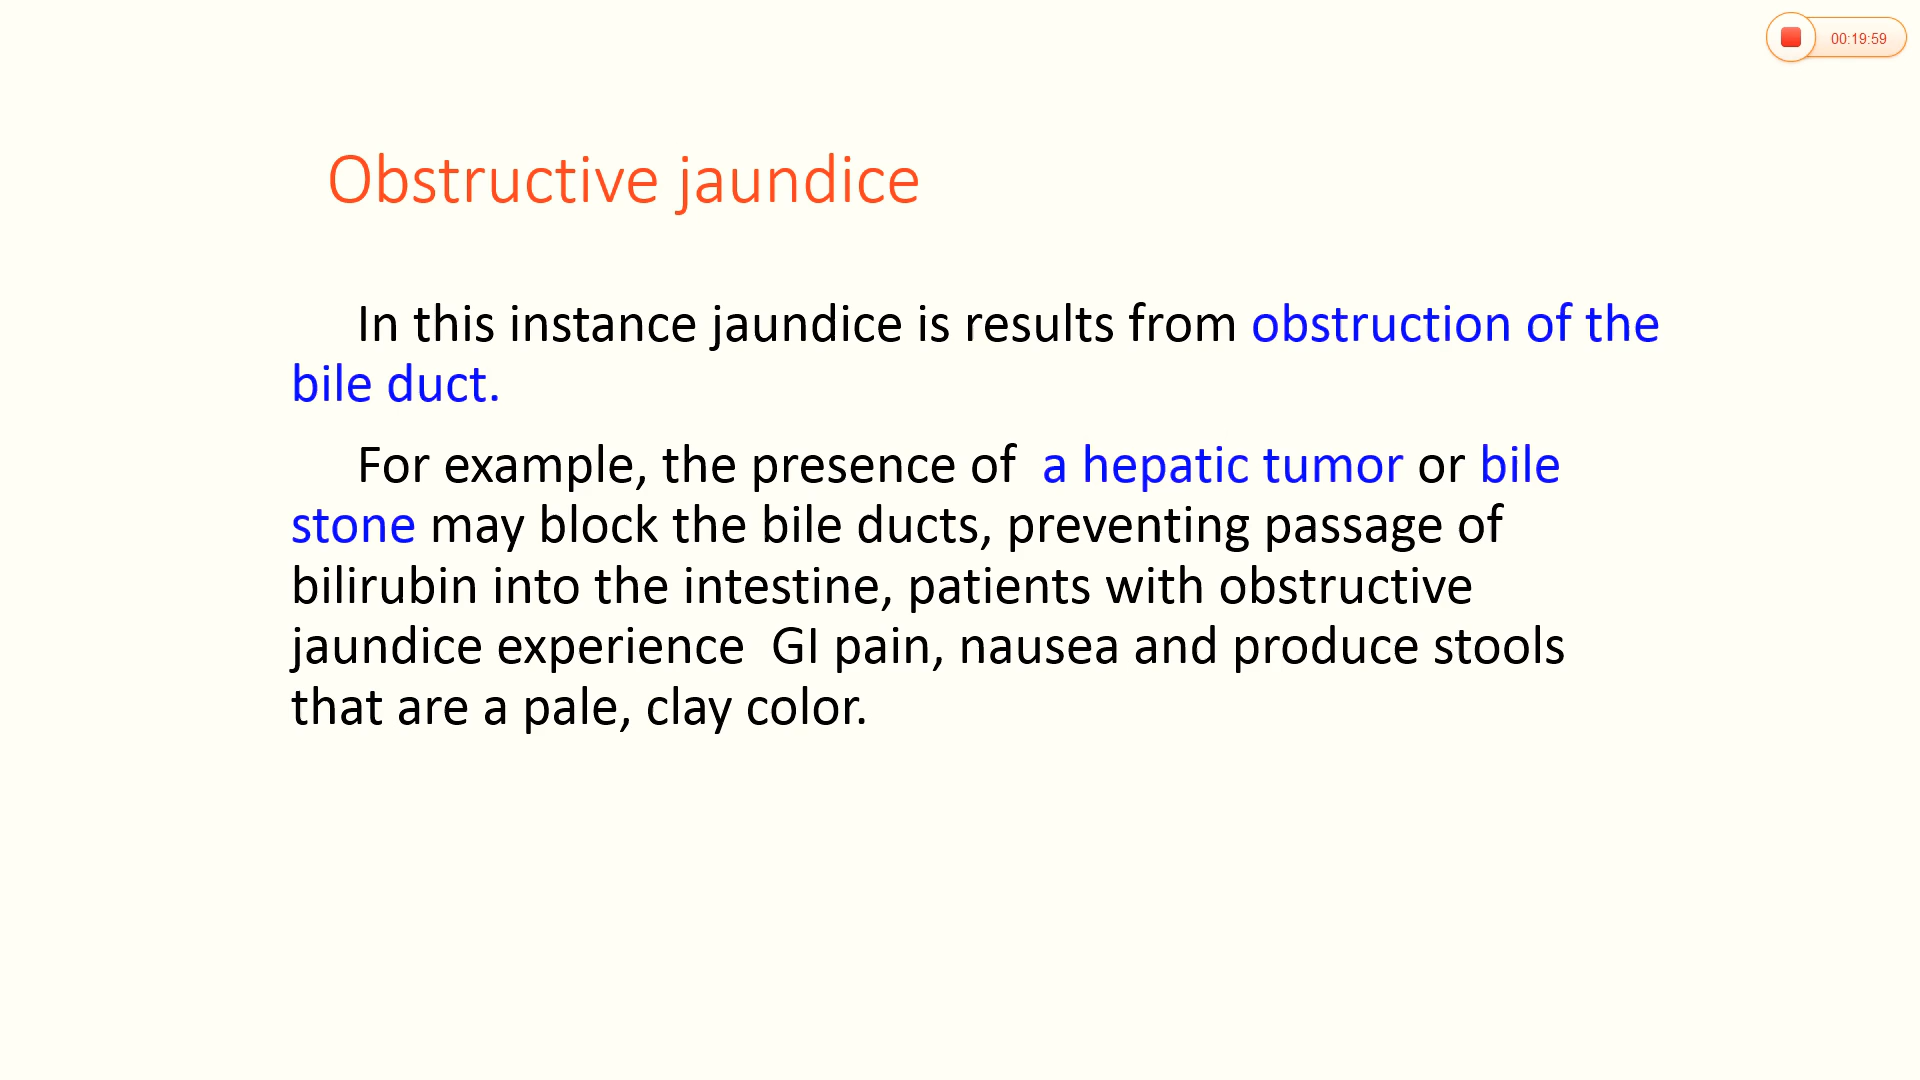 00:19:59
Obstructive jaundice
In this instance jaundice is results from obstruction of the
bile duct.
For example, the presence of  a hepatic tumor or bile
stone may block the bile ducts, preventing passage of
bilirubin into the intestine, patients with obstructive
jaundice experience  GI pain, nausea and produce stools
that are a pale, clay color.